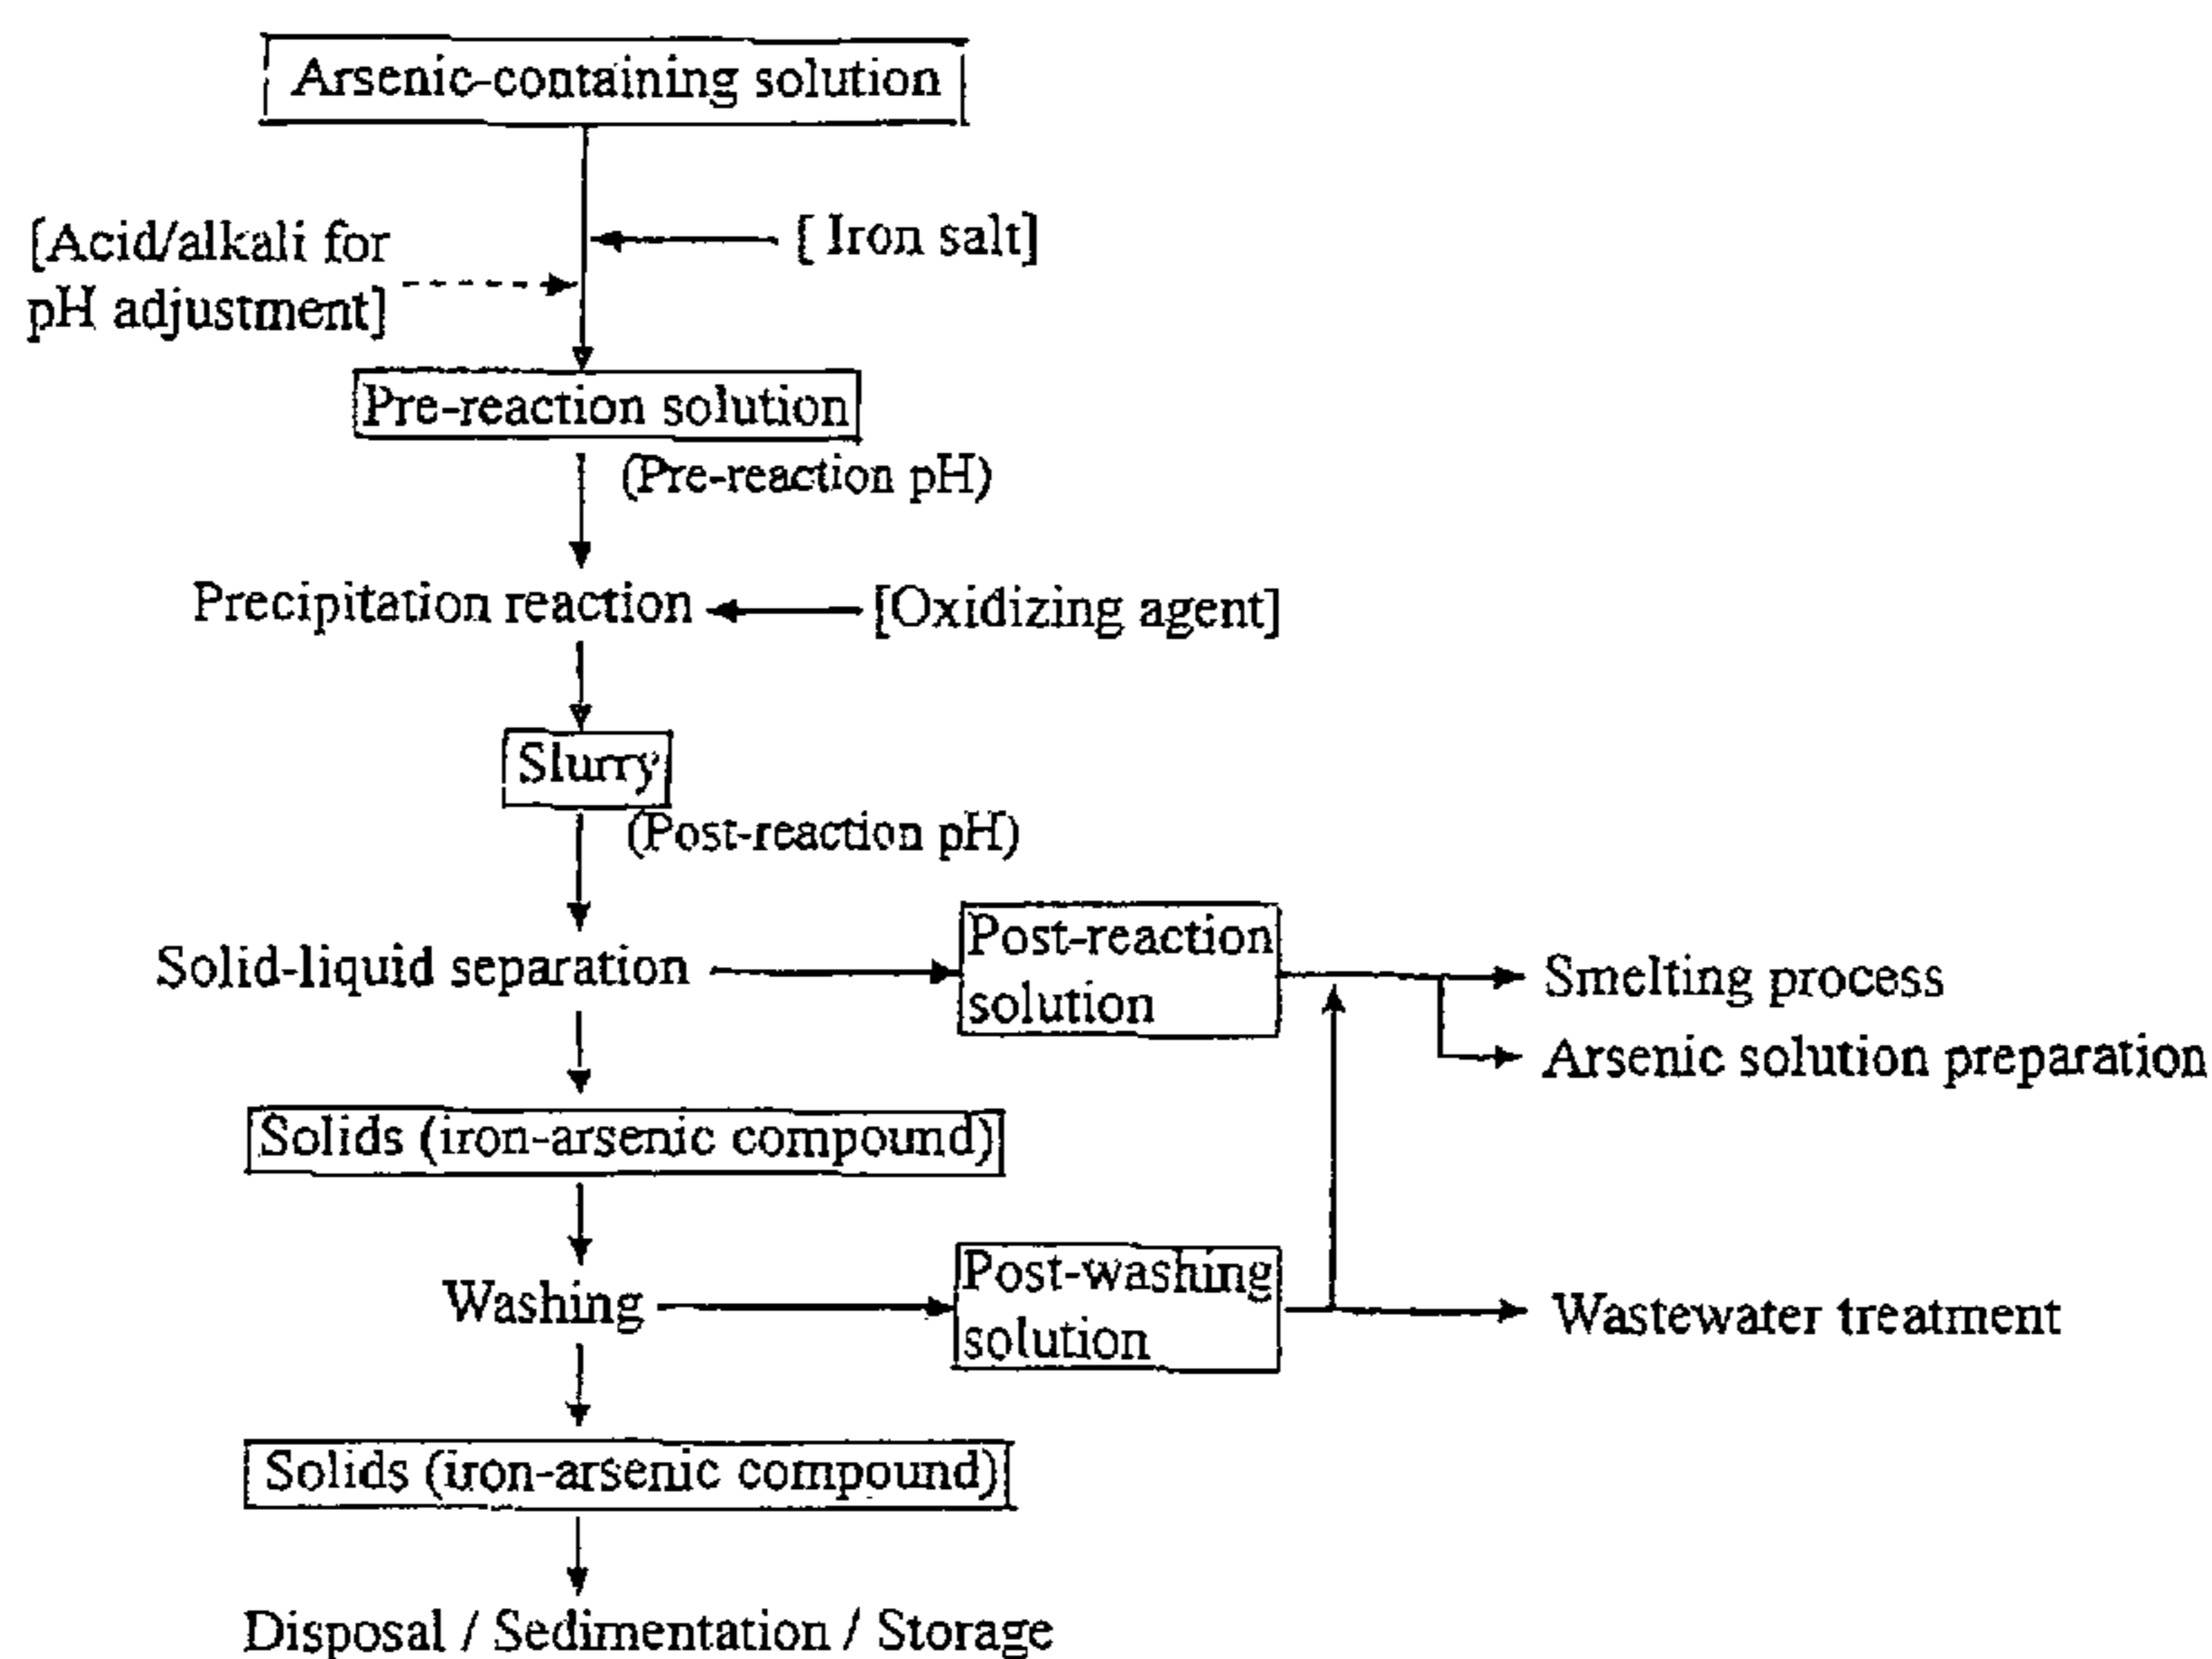 Arsenic-containing solution
[Acid/alkali for
pH adjustment]
[ Iron salt]
Pre-reaction solution
(Pre-reaction pH)
Precipitation reaction
[Oxidizing agent]
Slurry
(Post-reaction pH)
Solid-liquid separation
Post-reaction
solution
Smelting process
Arsenic solution preparation
Solids (iron-arsenic compound)
Washing
Post-washing
solution
Wastewater treatment
Solids (iron-arsenic compound)
Disposal / Sedimentation / Storage